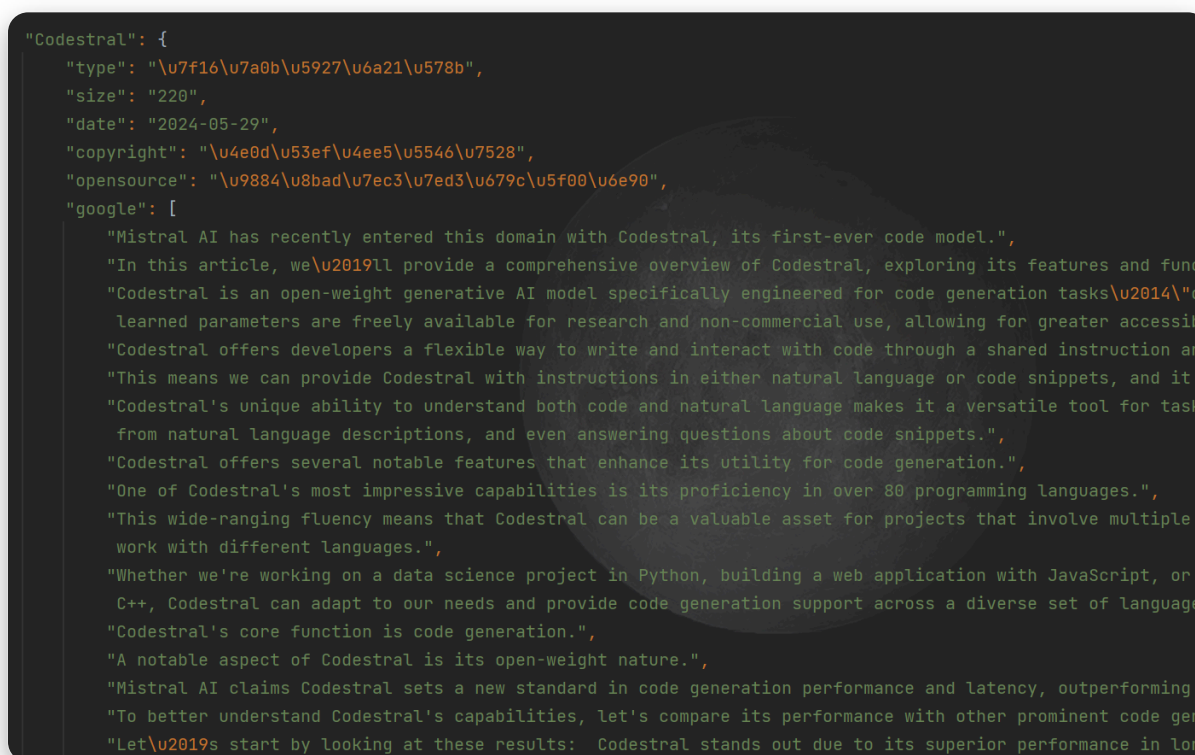 "Codestral": {
"type": "\u7f16\u7a0b\u5927\u6a21\u578b",
"size": "220",
"date": "2024-05-29",
"copyright": "\u4e0d\u53ef\u4ee5\u5546\u7528",
"opensource": "\u9884\u8bad\u7ec3\u7ed3\u679c\u5f00\u6e90",
"google": [
"Mistral AI has recently entered this domain with Codestral, its first-ever code model.",
"In this article, we\u2019ll provide a comprehensive overview of Codestral, exploring its features and func
"Codestral is an open-weight generative AI model specifically engineered for code generation tasks\u2014\"
learned parameters are freely available for research and non-commercial use, allowing for greater accessib
"Codestral offers developers a flexible way to write and interact with code through a shared instruction a
"This means we can provide Codestral with instructions in either natural language or code snippets, and it
"Codestral's unique ability to understand both code and natural language makes it a versatile tool for tas
from natural language descriptions, and even answering questions about code snippets.",
"Codestral offers several notable features that enhance its utility for code generation.",
"One of Codestral's most impressive capabilities is its proficiency in over 80 programming languages.",
"This wide-ranging fluency means that Codestral can be a valuable asset for projects that involve multiple
work with different languages.",
"Whether we're working on a data science project in Python, building a web application with JavaScript, or
C++, Codestral can adapt to our needs and provide code generation support across a diverse set of language
"Codestral's core function is code generation.",
"A notable aspect of Codestral is its open-weight nature.",
"Mistral AI claims Codestral sets a new standard in code generation performance and latency, outperforming
"To better understand Codestral's capabilities, let's compare its performance with other prominent code ge
"Let\u2019s start by looking at these results:  Codestral stands out due to its superior performance in lo